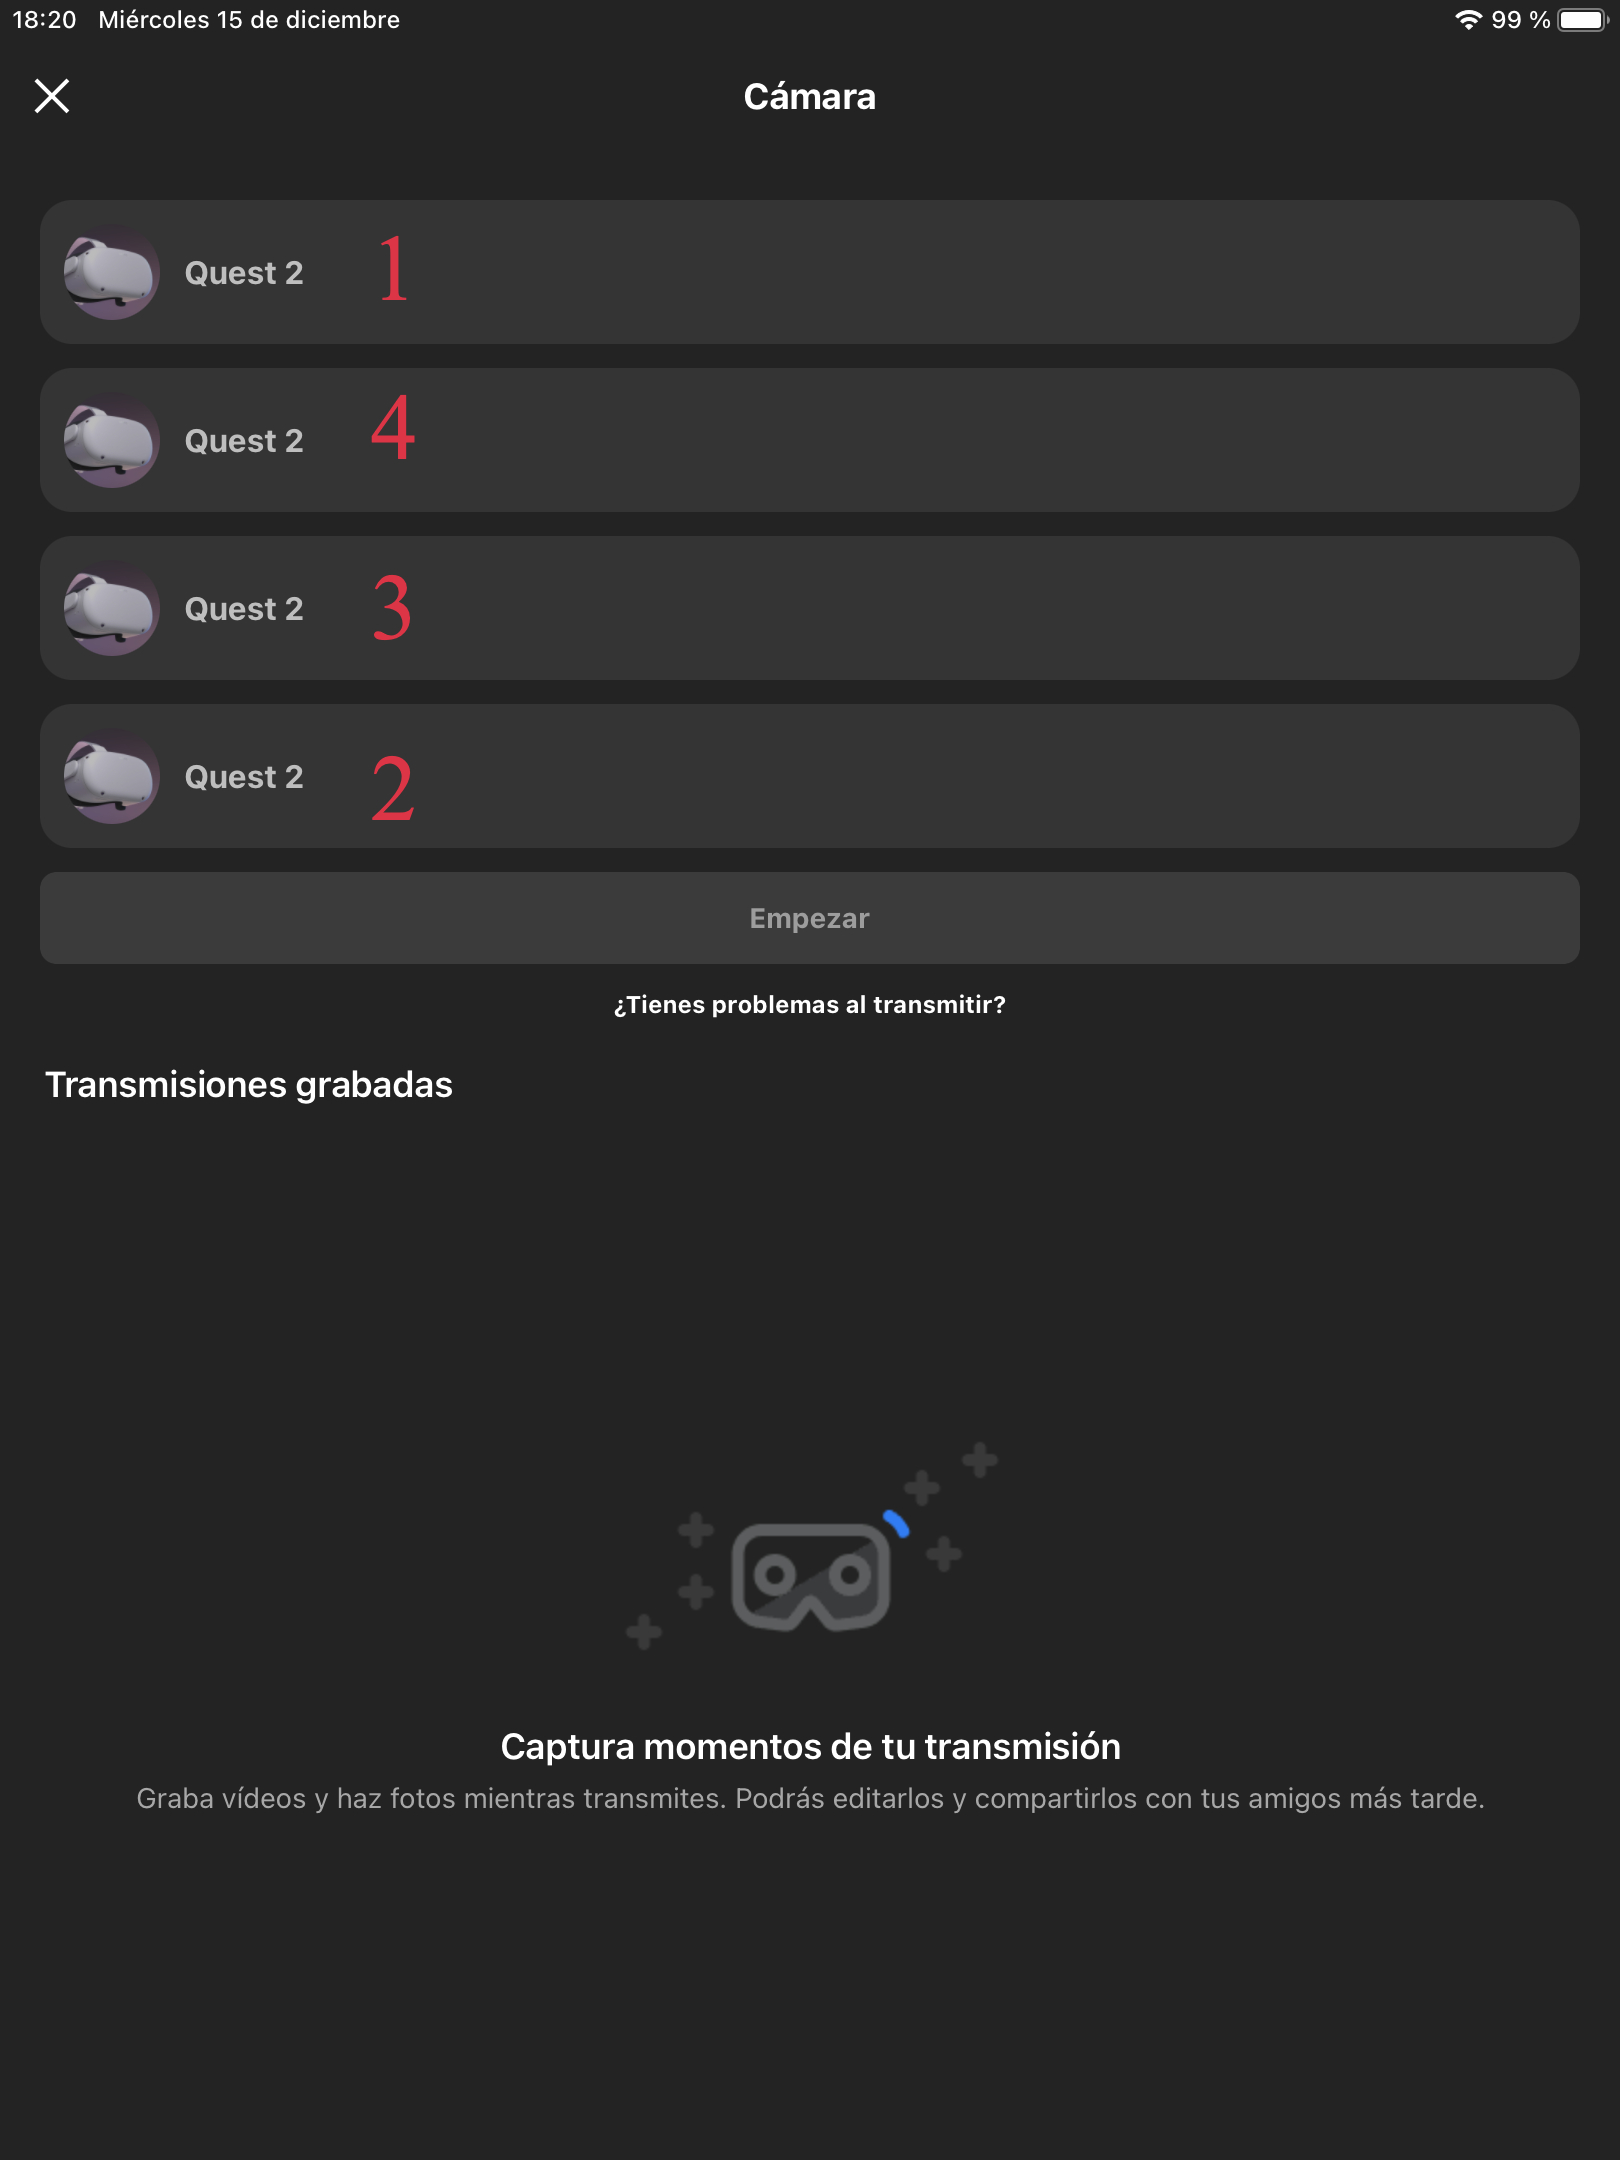 18:20 Miércoles 15 de diciembre 99 %
Cámara
Quest 2 1
Quest 2 4
Quest 2 3
Quest 2 2
Empezar
¿Tienes problemas al transmitir?
Transmisiones grabadas
Captura momentos de tu transmisión
Graba vídeos y haz fotos mientras transmites. Podrás editarlos y compartirlos con tus amigos más tarde.